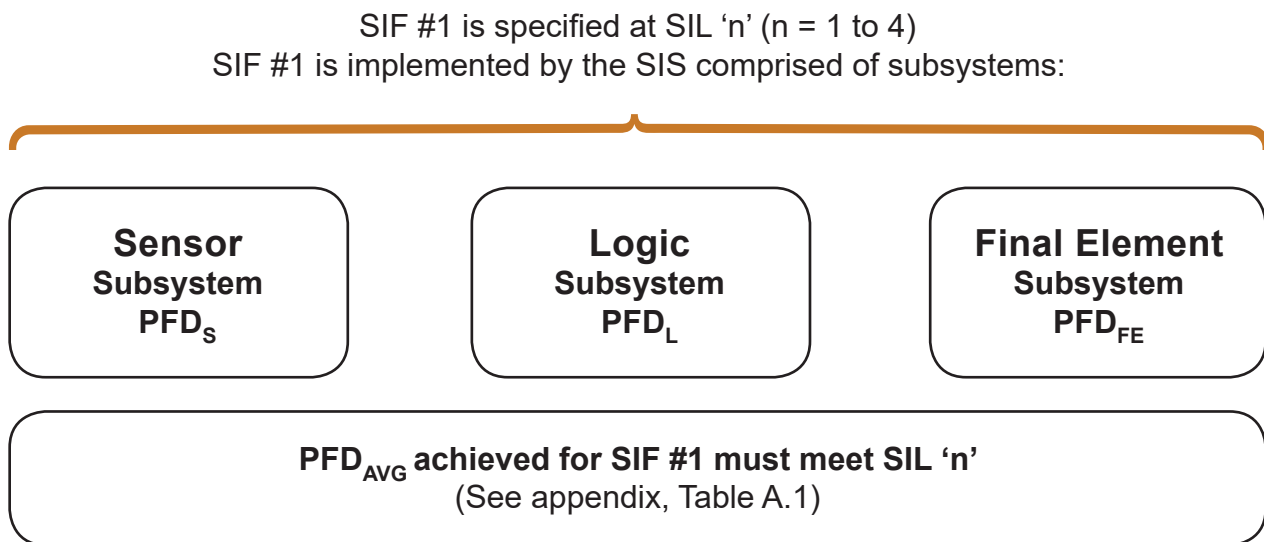 SIF #1 is specified at SIL ‘n’ (n = 1 to 4)
SIF #1 is implemented by the SIS comprised of subsystems:
Sensor
Subsystem
PFDS
Logic
Subsystem
PFDL
Final Element
Subsystem
PFDFE
PFDAVG achieved for SIF #1 must meet SIL ‘n’
(See appendix, Table A.1)